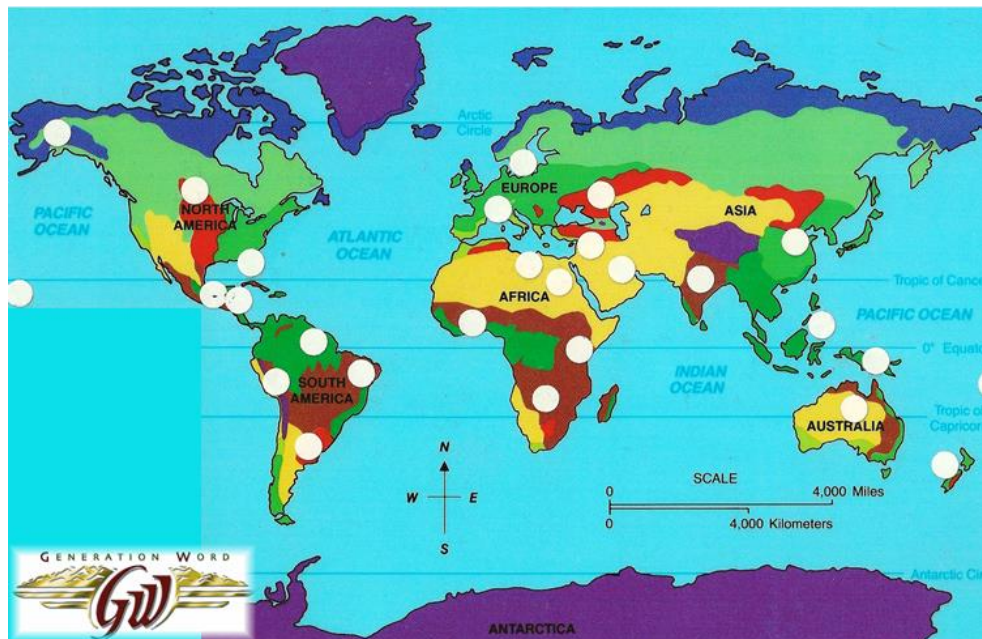 Arctic
Circle
NORTH
AMERICA
PACIFIC
OCEAN
ATLANTIC
OCEAN
EUROPE
ASIA
AFRICA
Tropic of Cance
PACIFIC OCEAN
0° Equate
INDIAN
OCEAN
SOUTH
AMERICA
AUSTRALIA
Tropic of
Capricor
N
W E
S
SCALE
0 4,000 Miles
0 4,000 Kilometers
GENERATION WORD
GW
Antarctic Cir
ANTARCTICA